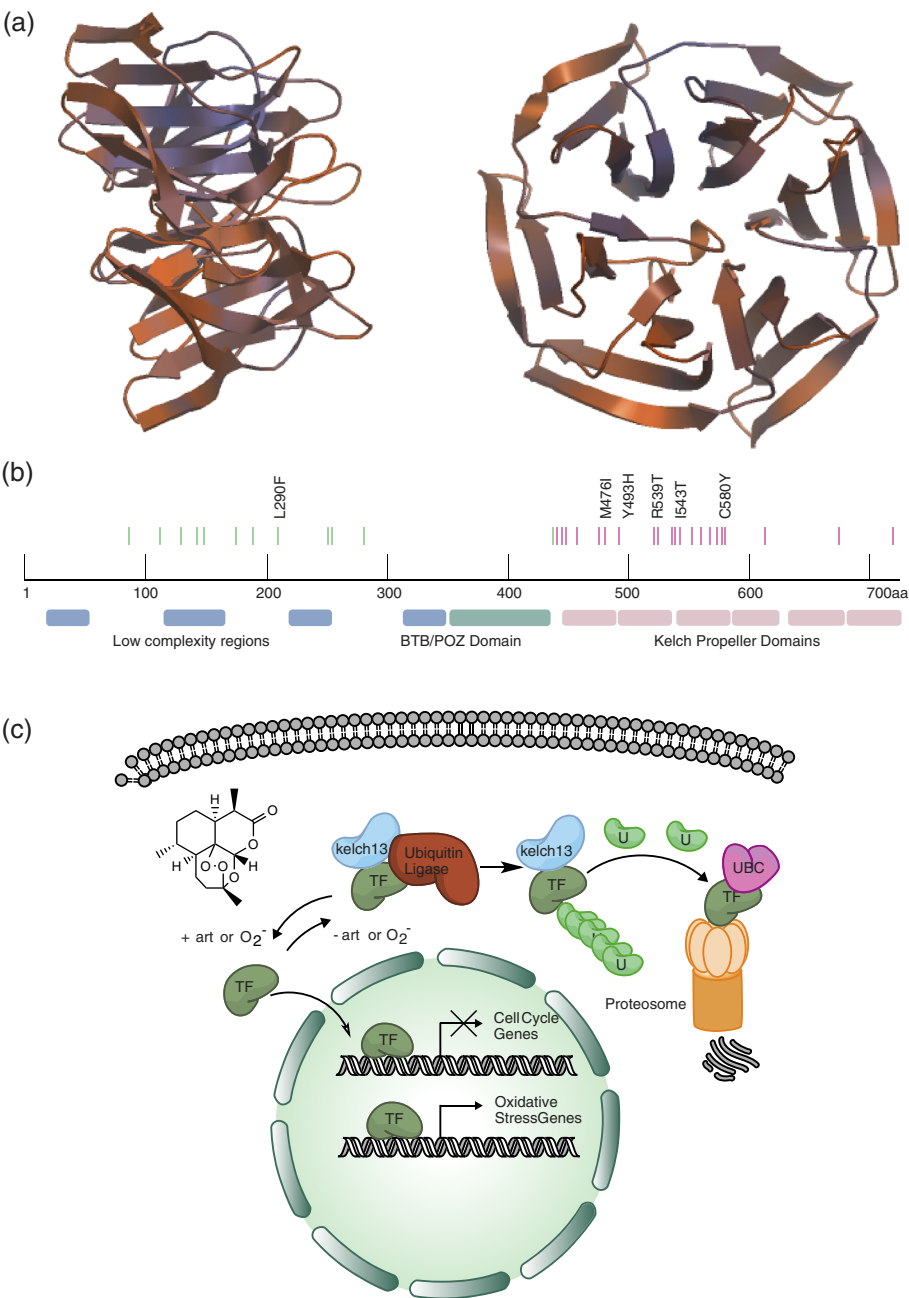 (a)
(b)
L290F
M476I
Y493H
R539T
I543T
C580Y
1
100
200
300
400
500
600
700aa
Low complexity regions
BTB/POZ Domain
Kelch Propeller Domains
(c)
H
O
H
H
O
O
O
kelch13
Ubiquitin
Ligase
TF
kelch13
TF
U
U
UBC
TF
+ art or O2-
- art or O2-
U
TF
Proteosome
Cell Cycle
Genes
TF
Oxidative
StressGenes
TF